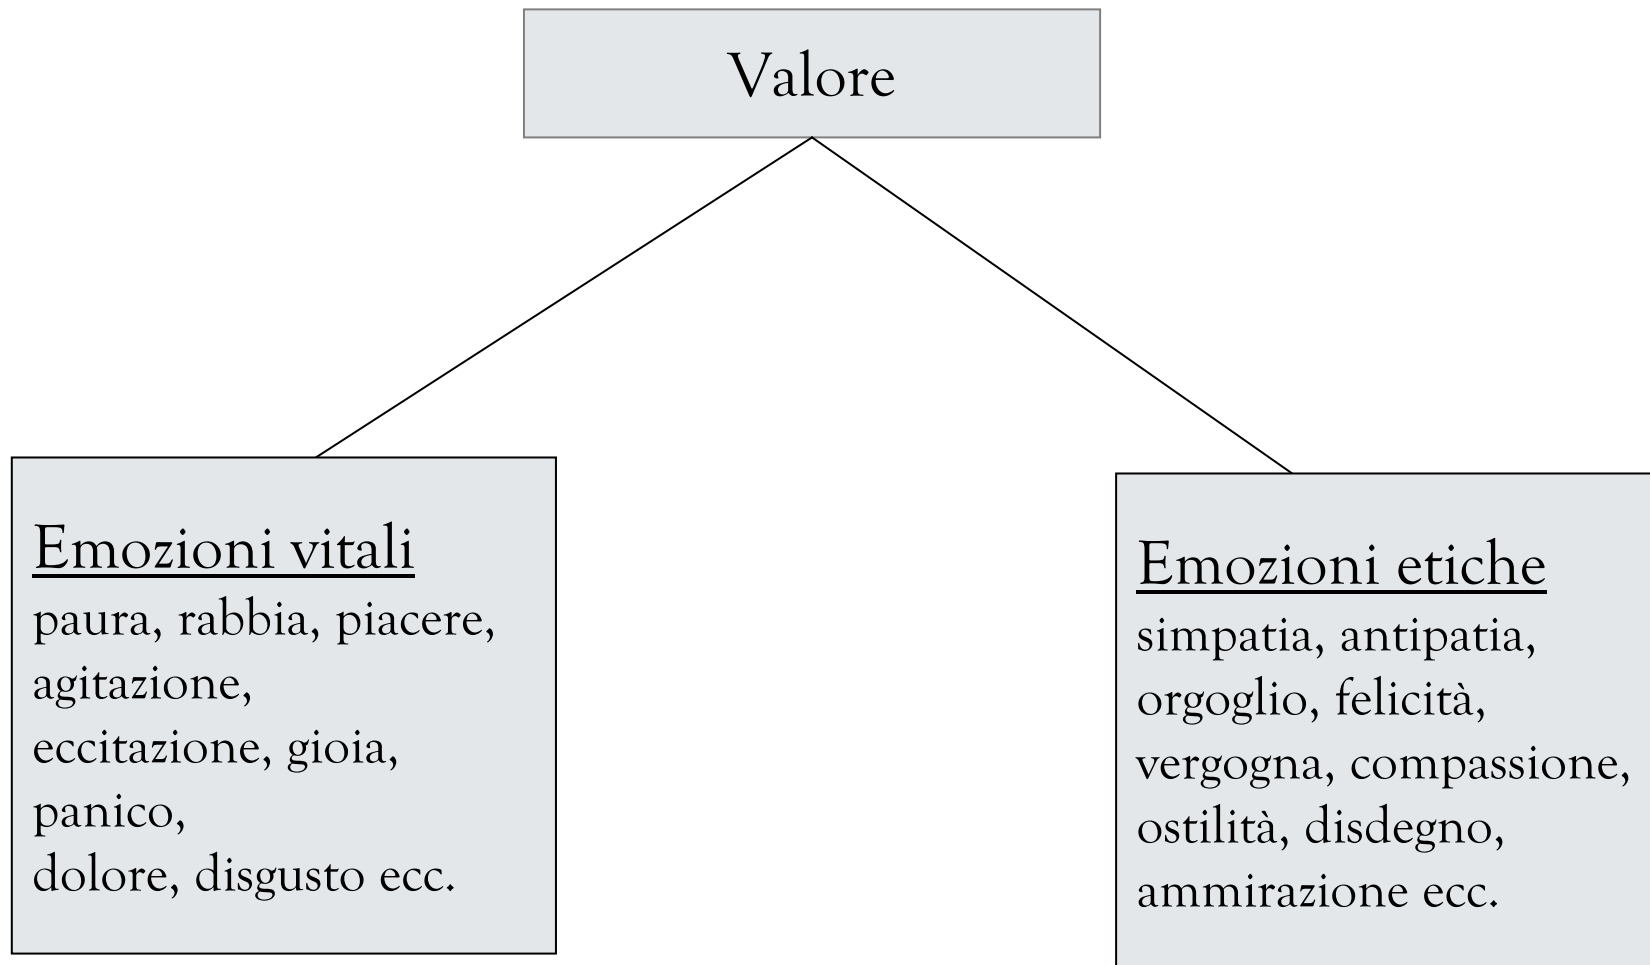 Valore
Emozioni vitali
paura, rabbia, piacere,
agitazione,
eccitazione, gioia,
panico,
dolore, disgusto ecc.
Emozioni etiche
simpatia, antipatia,
orgoglio, felicità,
vergogna, compassione,
ostilità, disdegno,
ammirazione ecc.